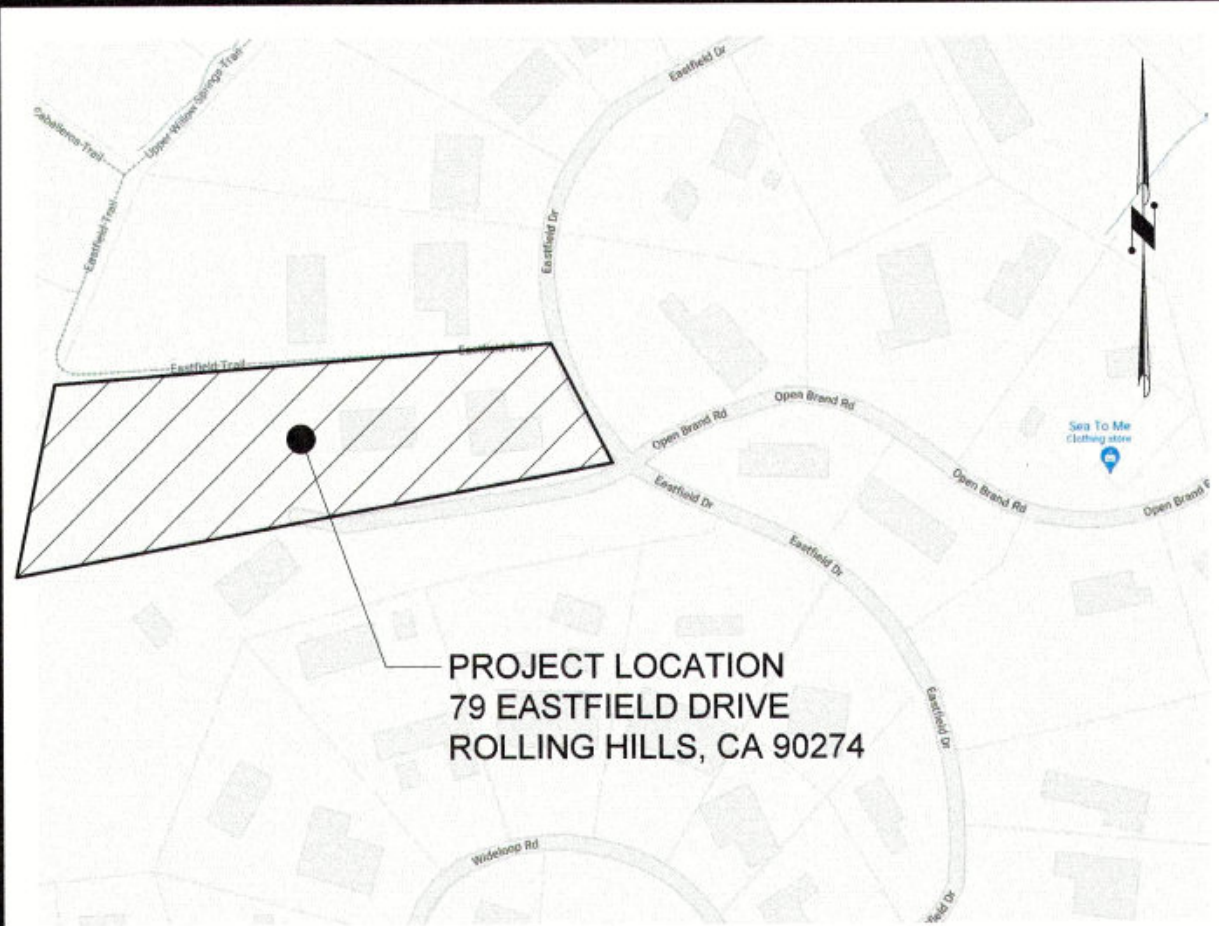 Eastfield Dr
Upper Willow Springs Trail
caballeros Trail
Eastfield Trail
Eastfield Dr
Eastfield Trail
Eastfield Trail
Open Brand Rd
Open Brand Rd
Sea To Me
Clothing store
Open Brand Rd
Open Brand R
Eastfield Dr
Eastfield Dr
PROJECT LOCATION
79 EASTFIELD DRIVE
ROLLING HILLS, CA 90274
Eastfield Dr
Wideloop Rd
field Dr